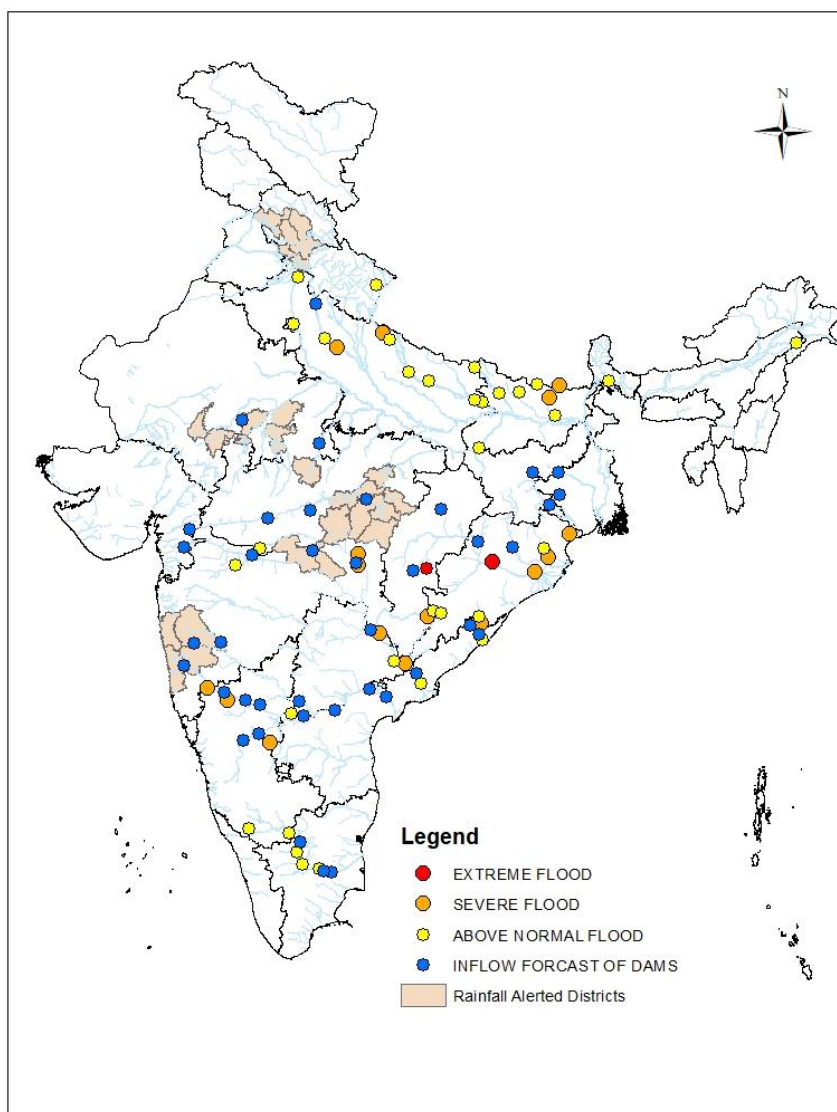 N
Legend
EXTREME FLOOD
SEVERE FLOOD
ABOVE NORMAL FLOOD
INFLOW FORCAST OF DAMS
Rainfall Alerted Districts